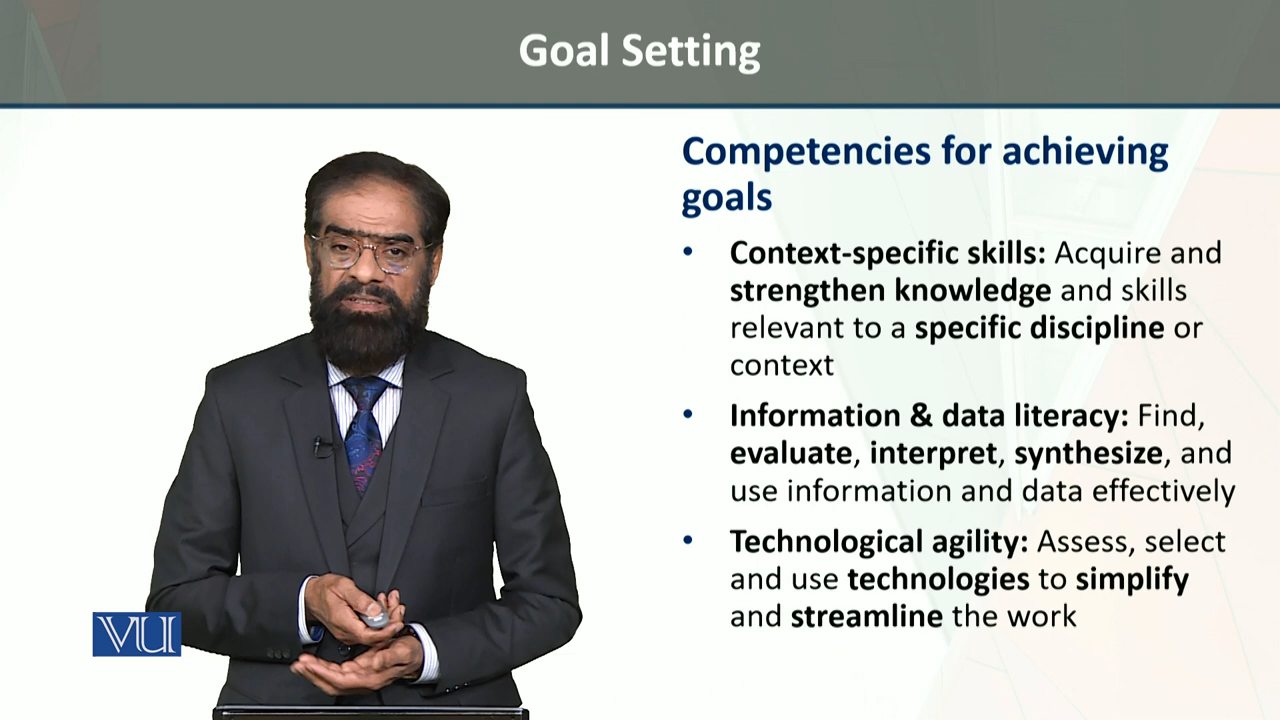 Goal Setting
Competencies for achieving
goals
• Context-specific skills: Acquire and
strengthen knowledge and skills
relevant to a specific discipline or
context
• Information & data literacy: Find,
evaluate, interpret, synthesize, and
use information and data effectively
• Technological agility: Assess, select
and use technologies to simplify
and streamline the work
VU